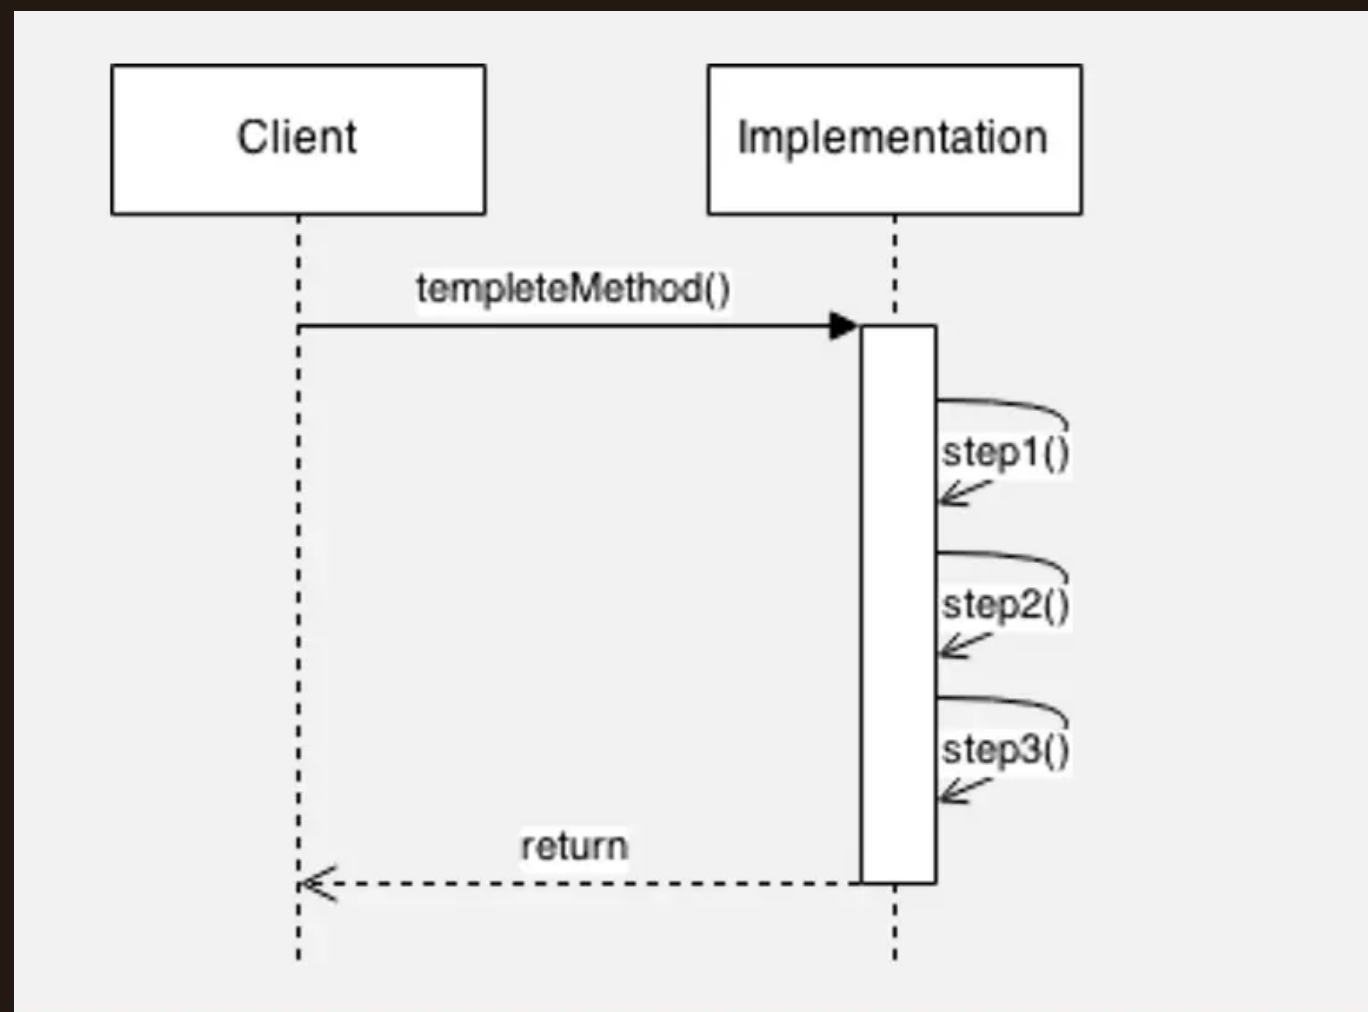 Client
Implementation
templeteMethod()
step1()
step2()
step3()
return